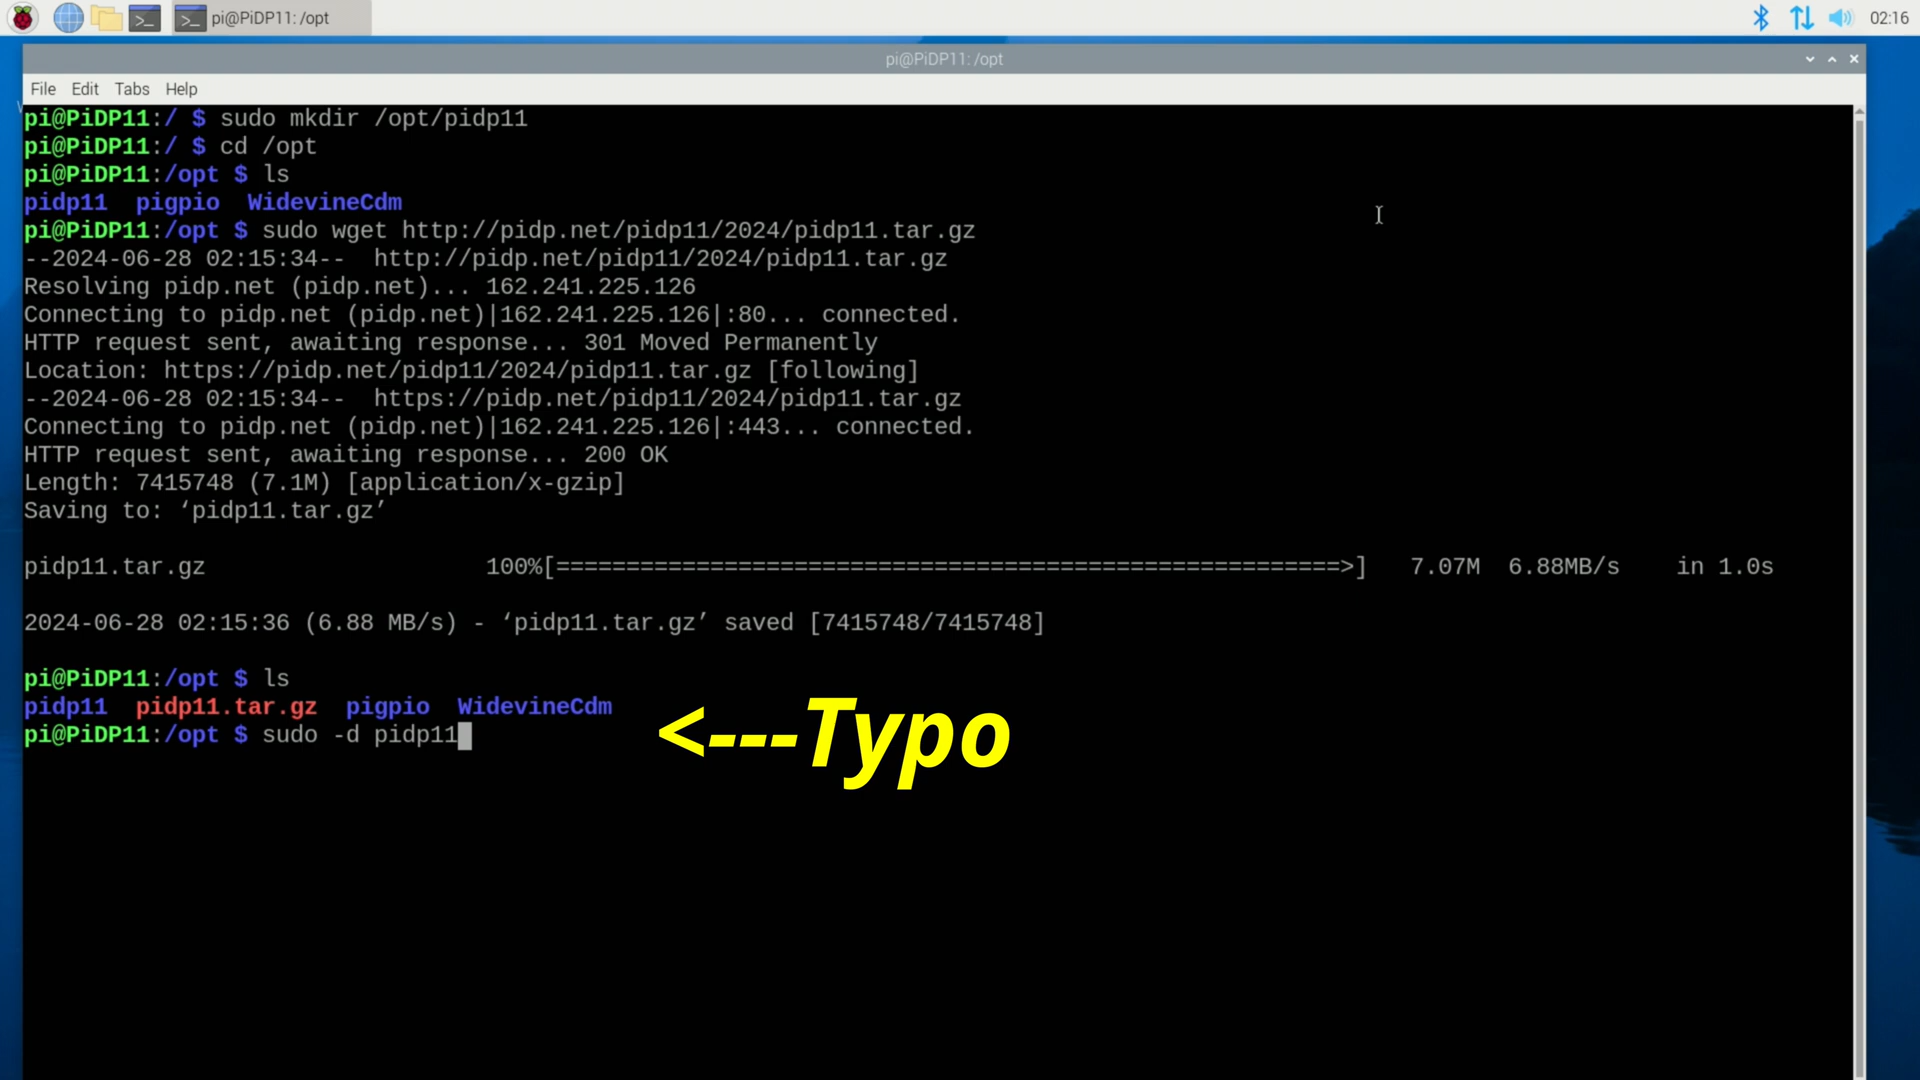 pi@PiDP11: /opt
02:16
pi@PiDP11: /opt
File Edit Tabs Help
pi@PiDP11:/ $ sudo mkdir /opt/pidp11
pi@PiDP11:/ $ cd /opt
pi@PiDP11:/opt $ ls
pidp11  pigpio  WidevineCdm
pi@PiDP11:/opt $ sudo wget http://pidp.net/pidp11/2024/pidp11.tar.gz
--2024-06-28 02:15:34--  http://pidp.net/pidp11/2024/pidp11.tar.gz
Resolving pidp.net (pidp.net)... 162.241.225.126
Connecting to pidp.net (pidp.net)|162.241.225.126|:80... connected.
HTTP request sent, awaiting response... 301 Moved Permanently
Location: https://pidp.net/pidp11/2024/pidp11.tar.gz [following]
--2024-06-28 02:15:34--  https://pidp.net/pidp11/2024/pidp11.tar.gz
Connecting to pidp.net (pidp.net)|162.241.225.126|:443... connected.
HTTP request sent, awaiting response... 200 OK
Length: 7415748 (7.1M) [application/x-gzip]
Saving to: ‘pidp11.tar.gz’
pidp11.tar.gz 100%[========================================================>] 7.07M 6.88MB/s in 1.0s
2024-06-28 02:15:36 (6.88 MB/s) - ‘pidp11.tar.gz’ saved [7415748/7415748]
pi@PiDP11:/opt $ ls
pidp11  pidp11.tar.gz  pigpio  WidevineCdm
pi@PiDP11:/opt $ sudo -d pidp11
<---Typo